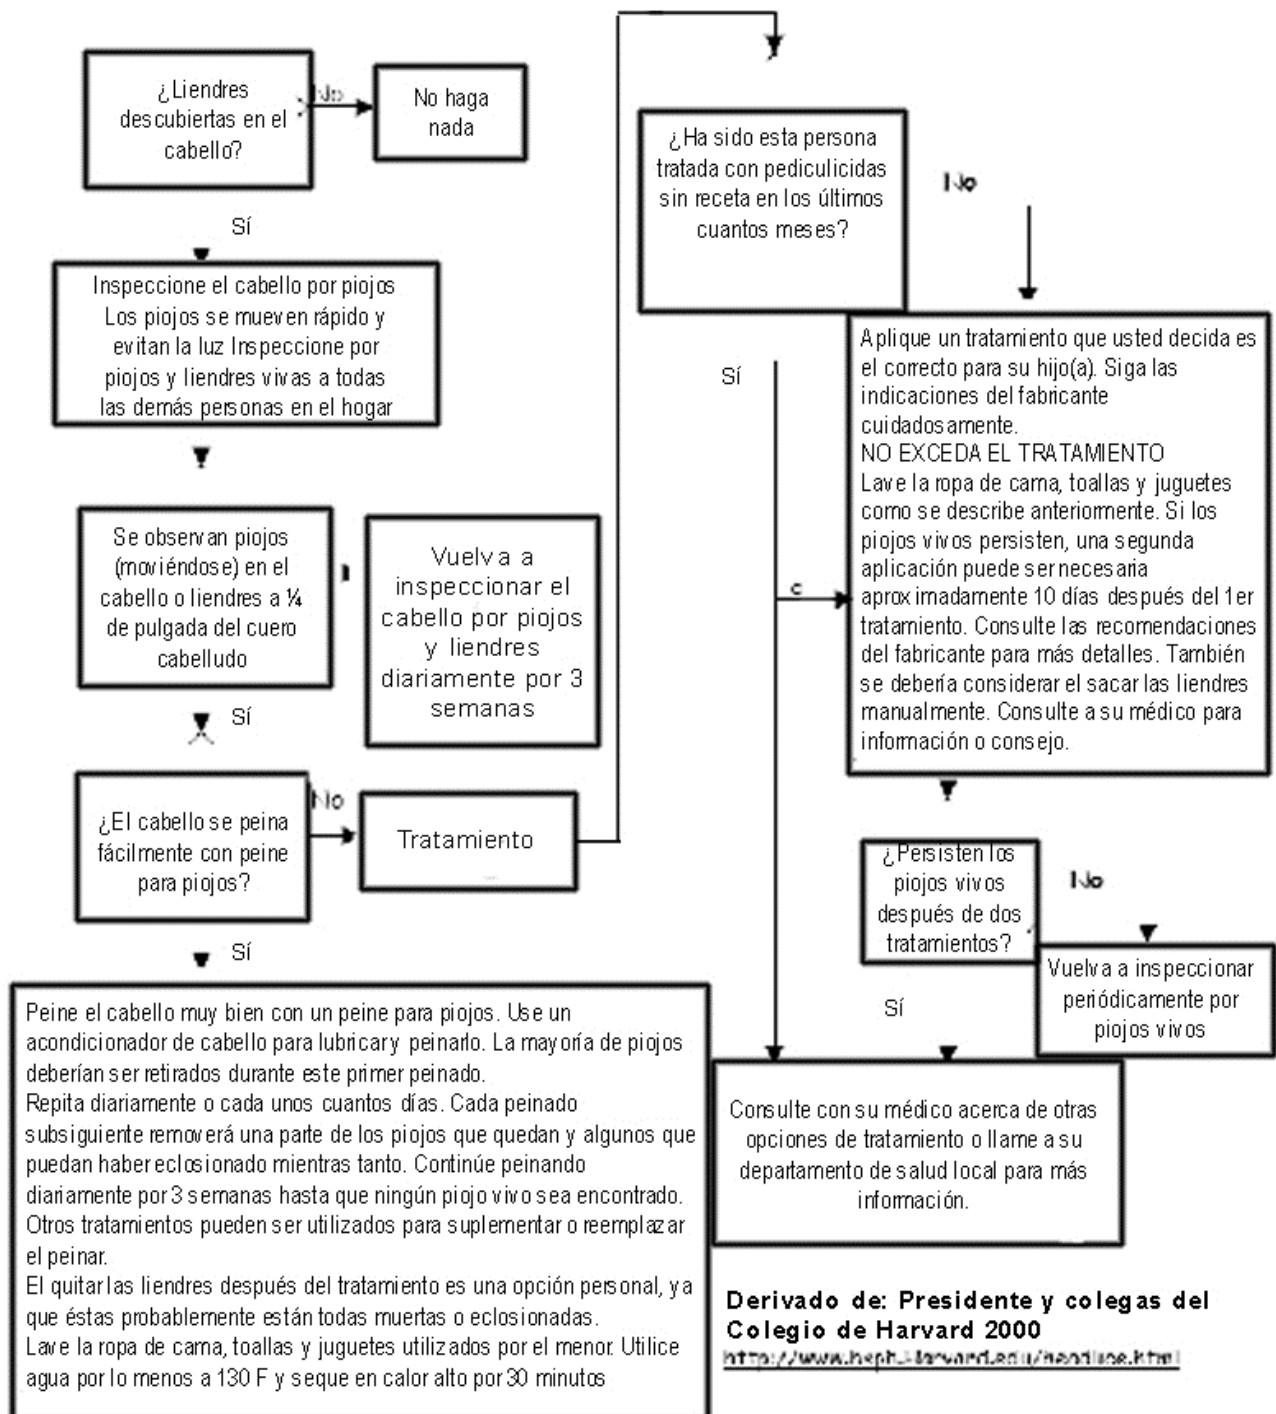 ¿Liendres
descubiertas en el
cabello?
No
No haga
nada
Sí
Inspeccione el cabello por piojos
Los piojos se mueven rápido y
evitan la luz Inspeccione por
piojos y liendres vivas a todas
las demás personas en el hogar
Se observan piojos
(moviéndose) en el
cabello o liendres a ¼
de pulgada del cuero
cabelludo
Vuelva a
inspeccionar el
cabello por piojos
y liendres
diariamente por 3
semanas
Sí
¿El cabello se peina
fácilmente con peine
para piojos?
No
Tratamiento
Sí
Peine el cabello muy bien con un peine para piojos. Use un
acondicionador de cabello para lubricar y peinarlo. La mayoría de piojos
deberían ser retirados durante este primer peinado.
Repita diariamente o cada unos cuantos días. Cada peinado
subsiguiente removerá una parte de los piojos que quedan y algunos que
puedan haber eclosionado mientras tanto. Continúe peinando
diariamente por 3 semanas hasta que ningún piojo vivo sea encontrado.
Otros tratamientos pueden ser utilizados para suplementar o reemplazar
el peinar.
El quitar las liendres después del tratamiento es una opción personal, ya
que éstas probablemente están todas muertas o eclosionadas.
Lave la ropa de cama, toallas y juguetes utilizados por el menor. Utilice
agua por lo menos a 130 F y seque en calor alto por 30 minutos
¿Ha sido esta persona
tratada con pediculicidas
sin receta en los últimos
cuantos meses?
No
Sí
Aplique un tratamiento que usted decida es
el correcto para su hijo(a). Siga las
indicaciones del fabricante
cuidadosamente.
NO EXCEDA EL TRATAMIENTO
Lave la ropa de cama, toallas y juguetes
como se describe anteriormente. Si los
piojos vivos persisten, una segunda
aplicación puede ser necesaria
aproximadamente 10 días después del 1er
tratamiento. Consulte las recomendaciones
del fabricante para más detalles. También
se debería considerar el sacar las liendres
manualmente. Consulte a su médico para
información o consejo.
¿Persisten los
piojos vivos
después de dos
tratamientos?
No
Vuelva a inspeccionar
periódicamente por
piojos vivos
Sí
Consulte con su médico acerca de otras
opciones de tratamiento o llame a su
departamento de salud local para más
información.
Derivado de: Presidente y colegas del
Colegio de Harvard 2000